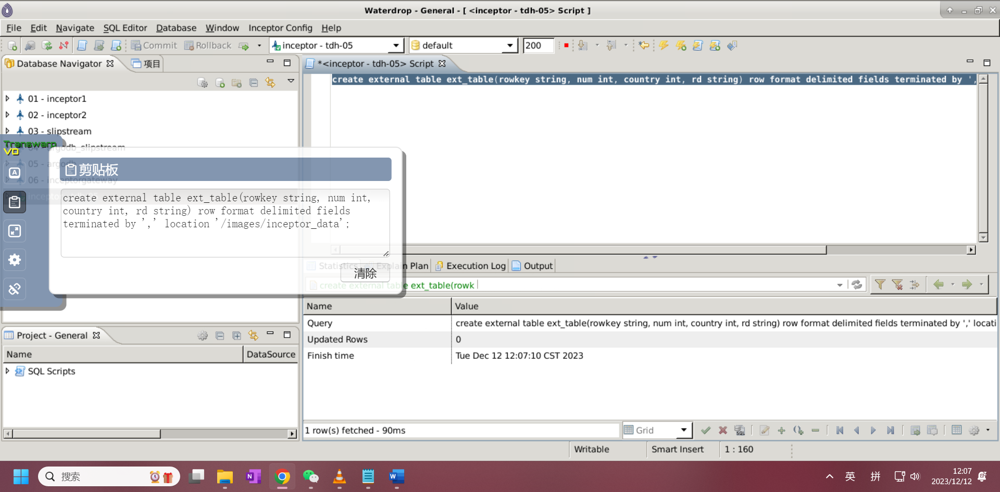 Waterdrop - General - [ <inceptor - tdh-05> Script ]
File Edit Navigate SQL Editor Database Window Inceptor Config Help
Commit Rollback inceptor - tdh-05 default 200
Database Navigator 项目
*<inceptor - tdh-05> Script
create external table ext_table(rowkey string, num int, country int, rd string) row format delimited fields terminated by ',
01 - inceptor1
02 - inceptor2
03 - slipstream
04 - argodb_slipstream
05 - argodb
06 - inceptorgateway
Transwarp
VD
剪贴板
create external table ext_table(rowkey string, num int,
country int, rd string) row format delimited fields
terminated by ',' location '/images/inceptor_data';
清除
Statistics Explain Plan Execution Log Output
create external table ext_table(rowk
Name Value
Query create external table ext_table(rowkey string, num int, country int, rd string) row format delimited fields terminated by ',' locati
Updated Rows 0
Finish time Tue Dec 12 12:07:10 CST 2023
Project - General
Name DataSource
SQL Scripts
1 row(s) fetched - 90ms
Grid
Writable Smart Insert 1 : 160
搜索
英 拼
12:07
2023/12/12